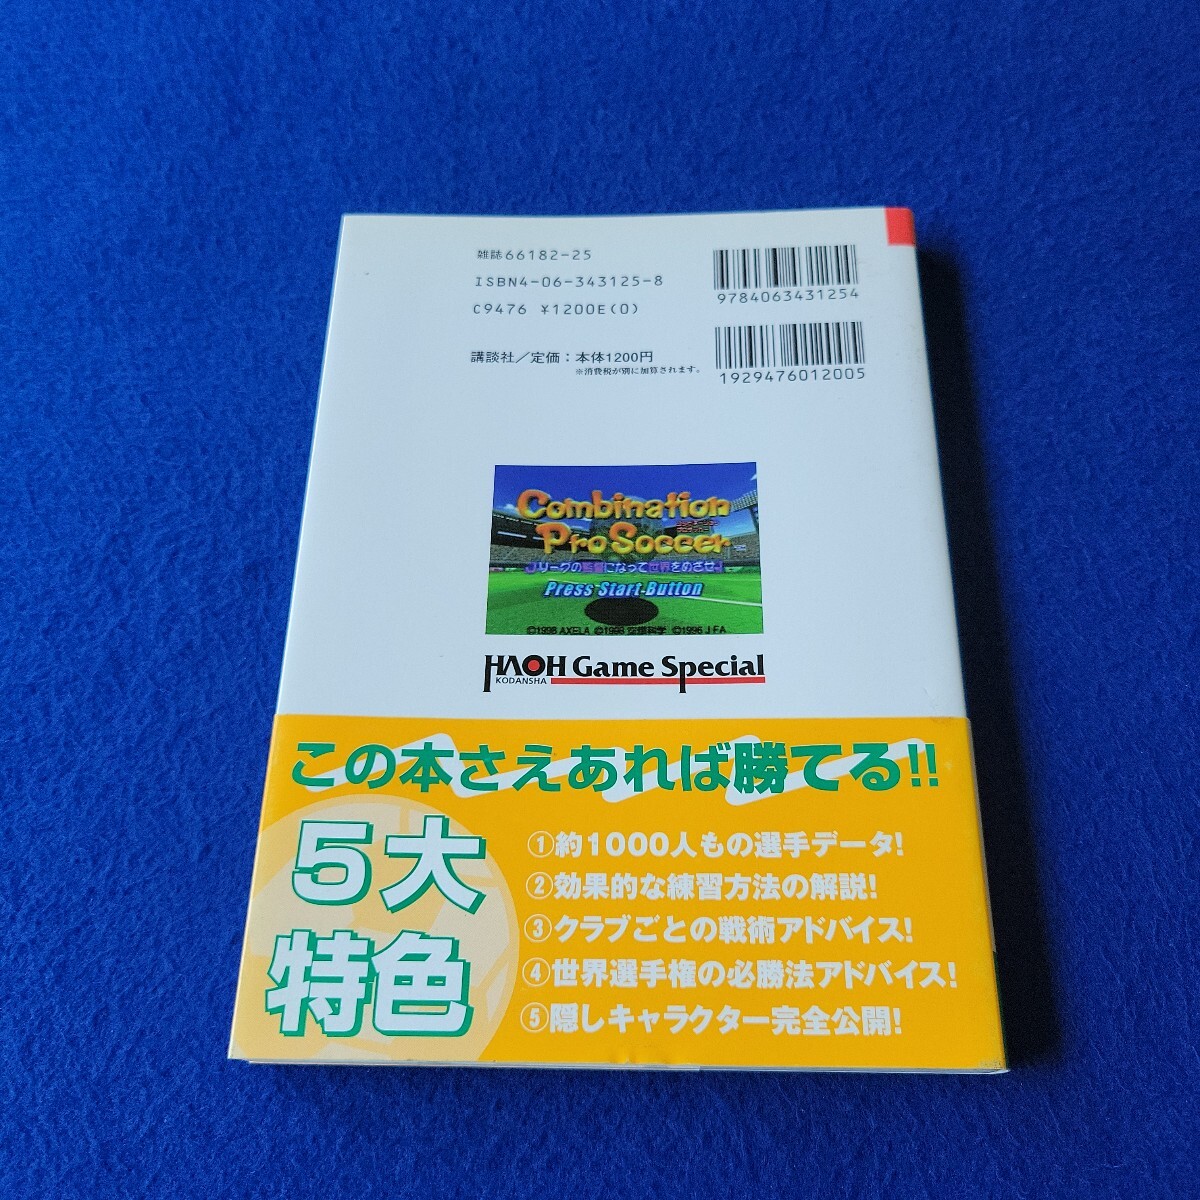 雑誌66182-25
ISBN4-06-343125-8
C9476 ¥1200E(0)
9784063431254
講談社／定価：本体1200円
※消費税が別に加算されます。
1929476012005
Combination
Pro Soccer
Jリーグの監督になって世界をめざせ!
Press Start Button
©1998 AXELA ©1998 空想科学 ©1996 J.F.A.
HAOH Game Special
KODANSHA
この本さえあれば勝てる!!
5大
特色
①約1000人もの選手データ!
②効果的な練習方法の解説!
③クラブごとの戦術アドバイス!
④世界選手権の必勝法アドバイス!
⑤隠しキャラクター完全公開!